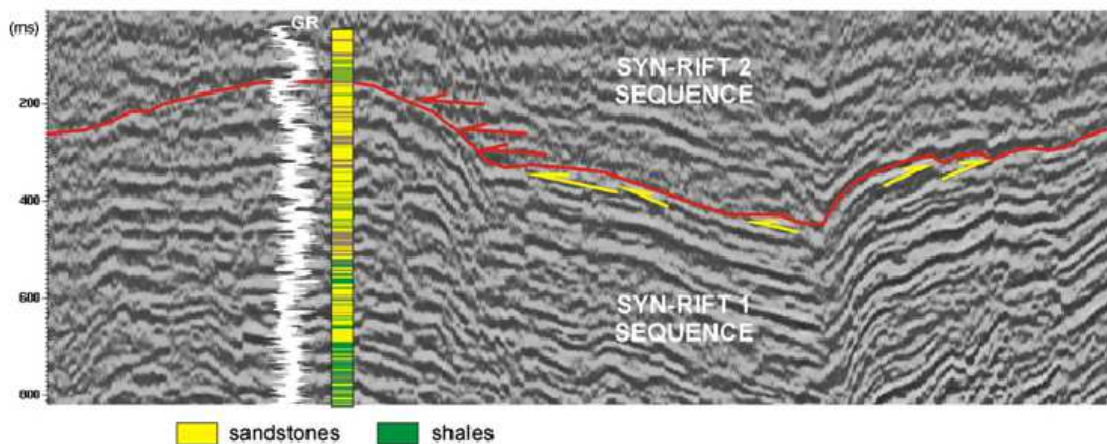 (ms)
GR
200
400
600
800
SYN-RIFT 2
SEQUENCE
SYN-RIFT 1
SEQUENCE
sandstones
shales